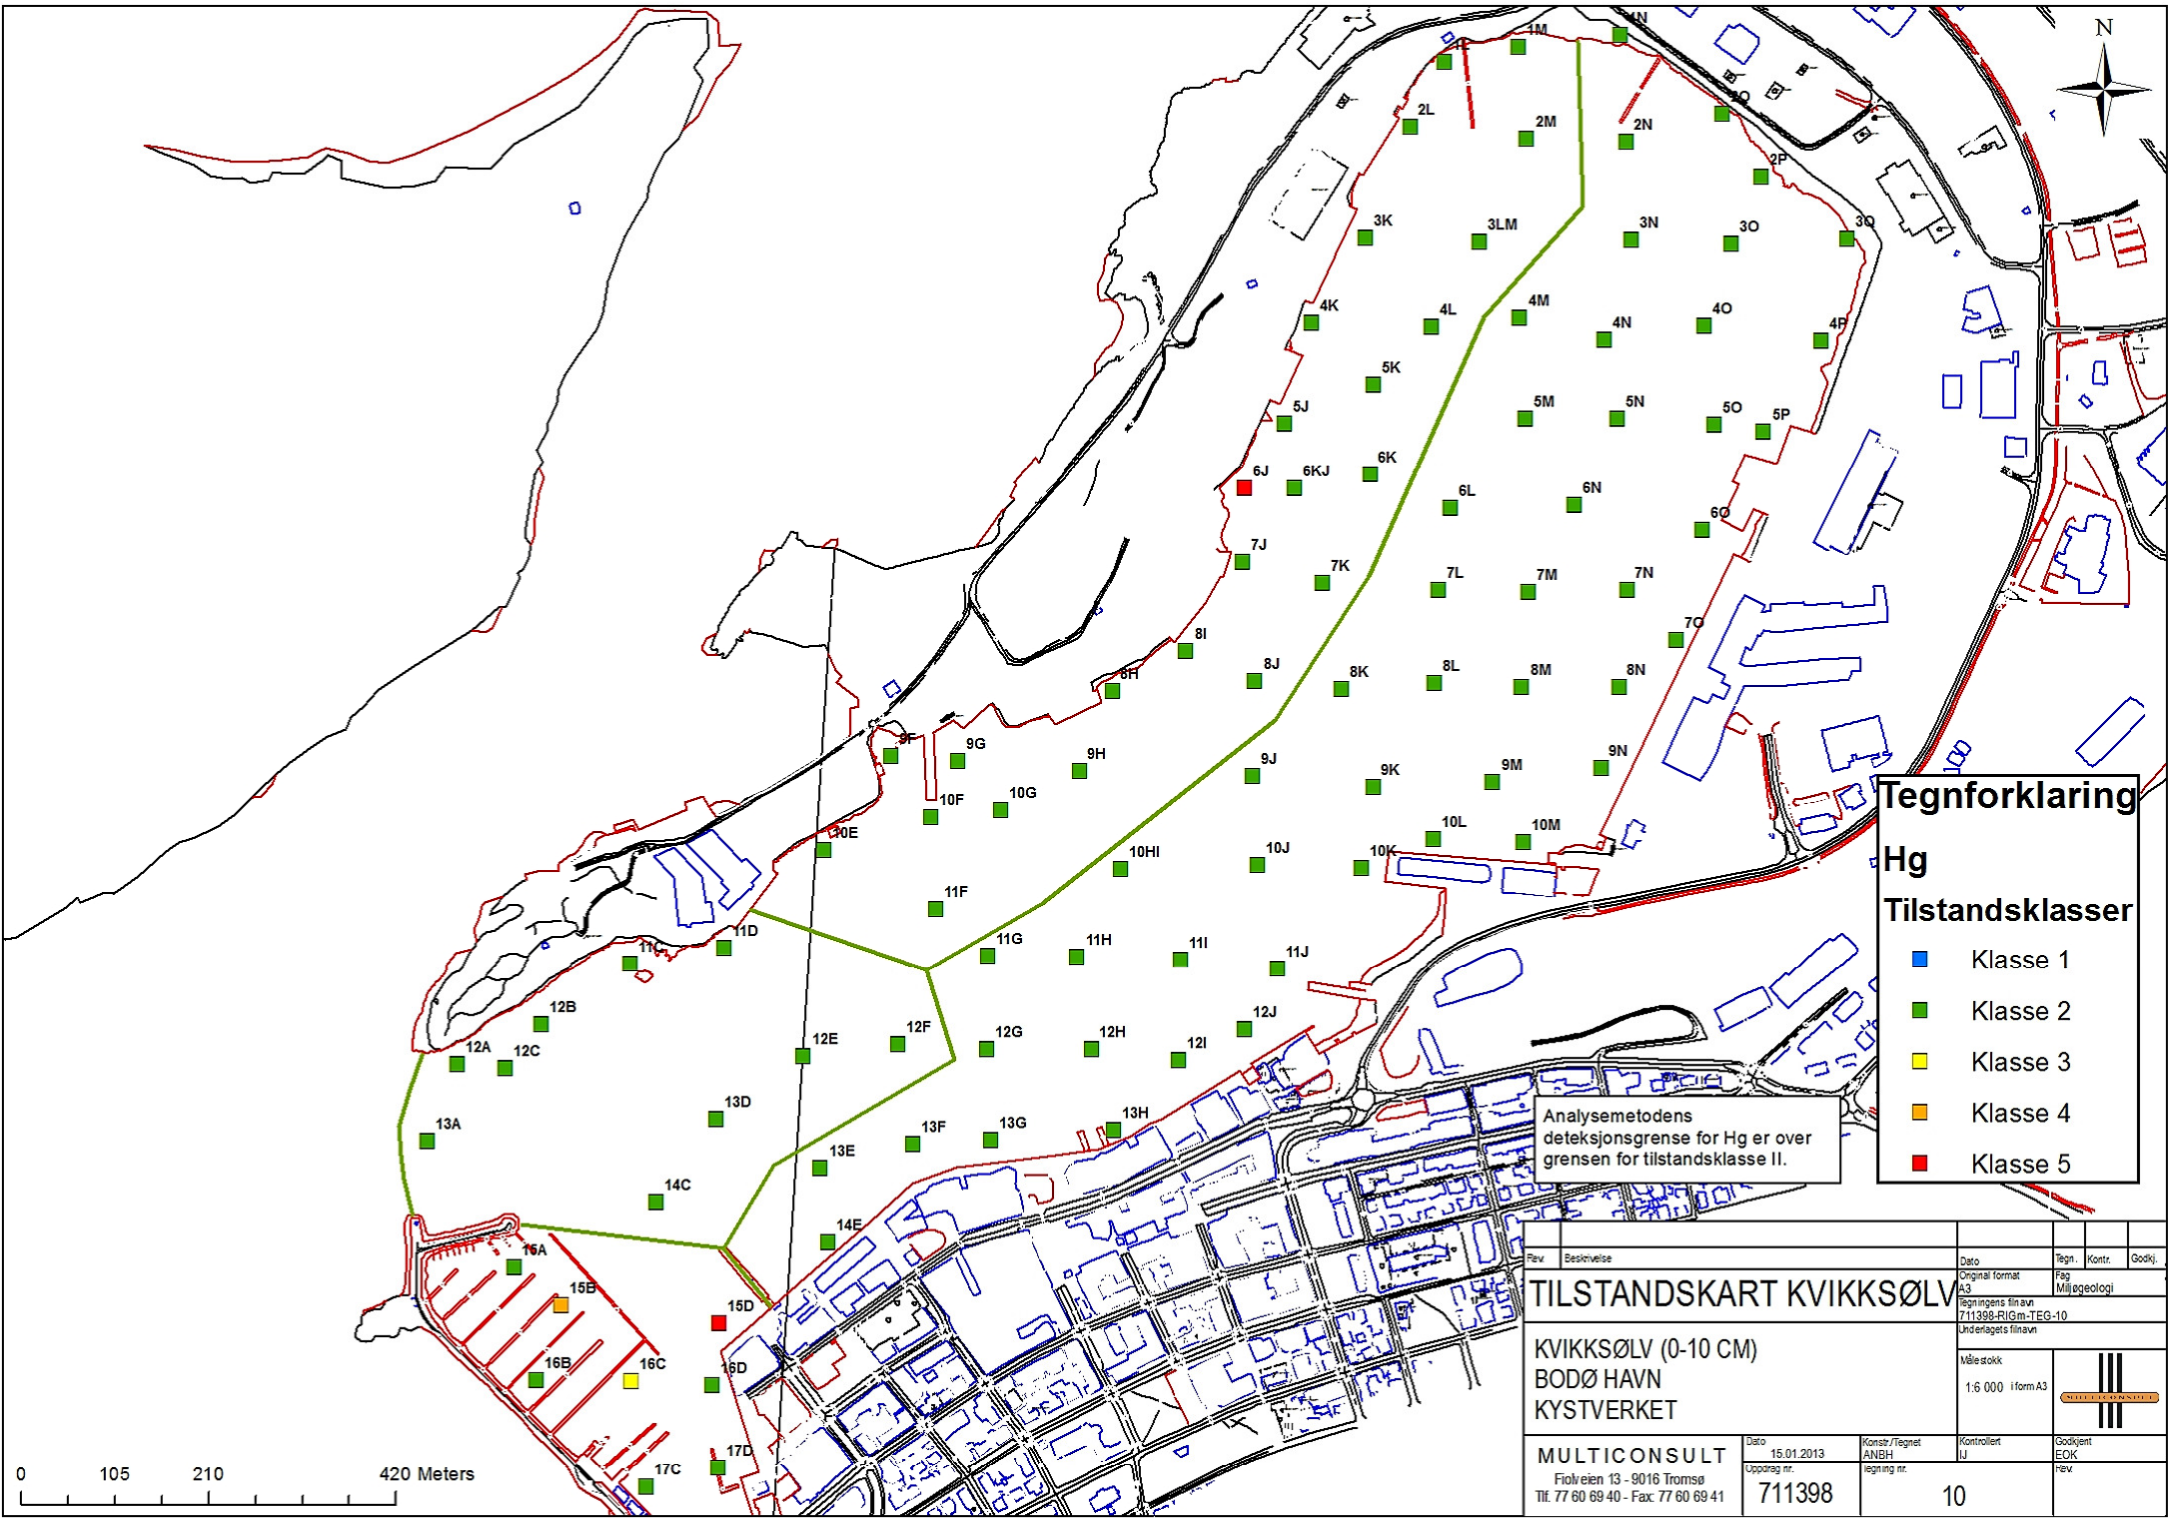 N
1M
4N
2L
2M
2N
2P
3K
3LM
3N
3O
3Q
4K
4L
4M
4N
4O
4P
5K
5J
5M
5N
5O
5P
6J
6KJ
6K
6L
6N
6O
7J
7K
7L
7M
7N
7O
8I
8H
8J
8K
8L
8M
8N
9F
9G
9H
9J
9K
9M
9N
10F
10G
10E
10HI
10J
10K
10L
10M
11F
11D
11C
11G
11H
11I
11J
12B
12A
12C
12E
12F
12G
12H
12I
12J
13A
13D
13E
13F
13G
13H
14C
14E
15A
15B
15D
16B
16C
16D
17C
17D
Tegnforklaring
Hg
Tilstandsklasser
Klasse 1
Klasse 2
Klasse 3
Klasse 4
Klasse 5
Analysemetodens
deteksjonsgrense for Hg er over
grensen for tilstandsklasse II.
0 105 210 420 Meters
Rev. Beskrivelse Dato Tegn. Kontr. Godkj.
TILSTANDSKART KVIKKSØLV
Original format
A3
Fag
Miljøgeologi
Tegningens filnavn
711398-RIGm-TEG-10
Underlagets filnavn
KVIKKSØLV (0-10 CM)
BODØ HAVN
KYSTVERKET
Målestokk
1:6 000 i form A3
MULTICONSULT
MULTICONSULT
Fiolveien 13 - 9016 Tromsø
Tlf. 77 60 69 40 - Fax: 77 60 69 41
Dato
15.01.2013
Konstr./Tegnet
ANBH
Kontrollert
IJ
Godkjent
EOK
Oppdrag nr.
711398
Tegning nr.
10
Rev.